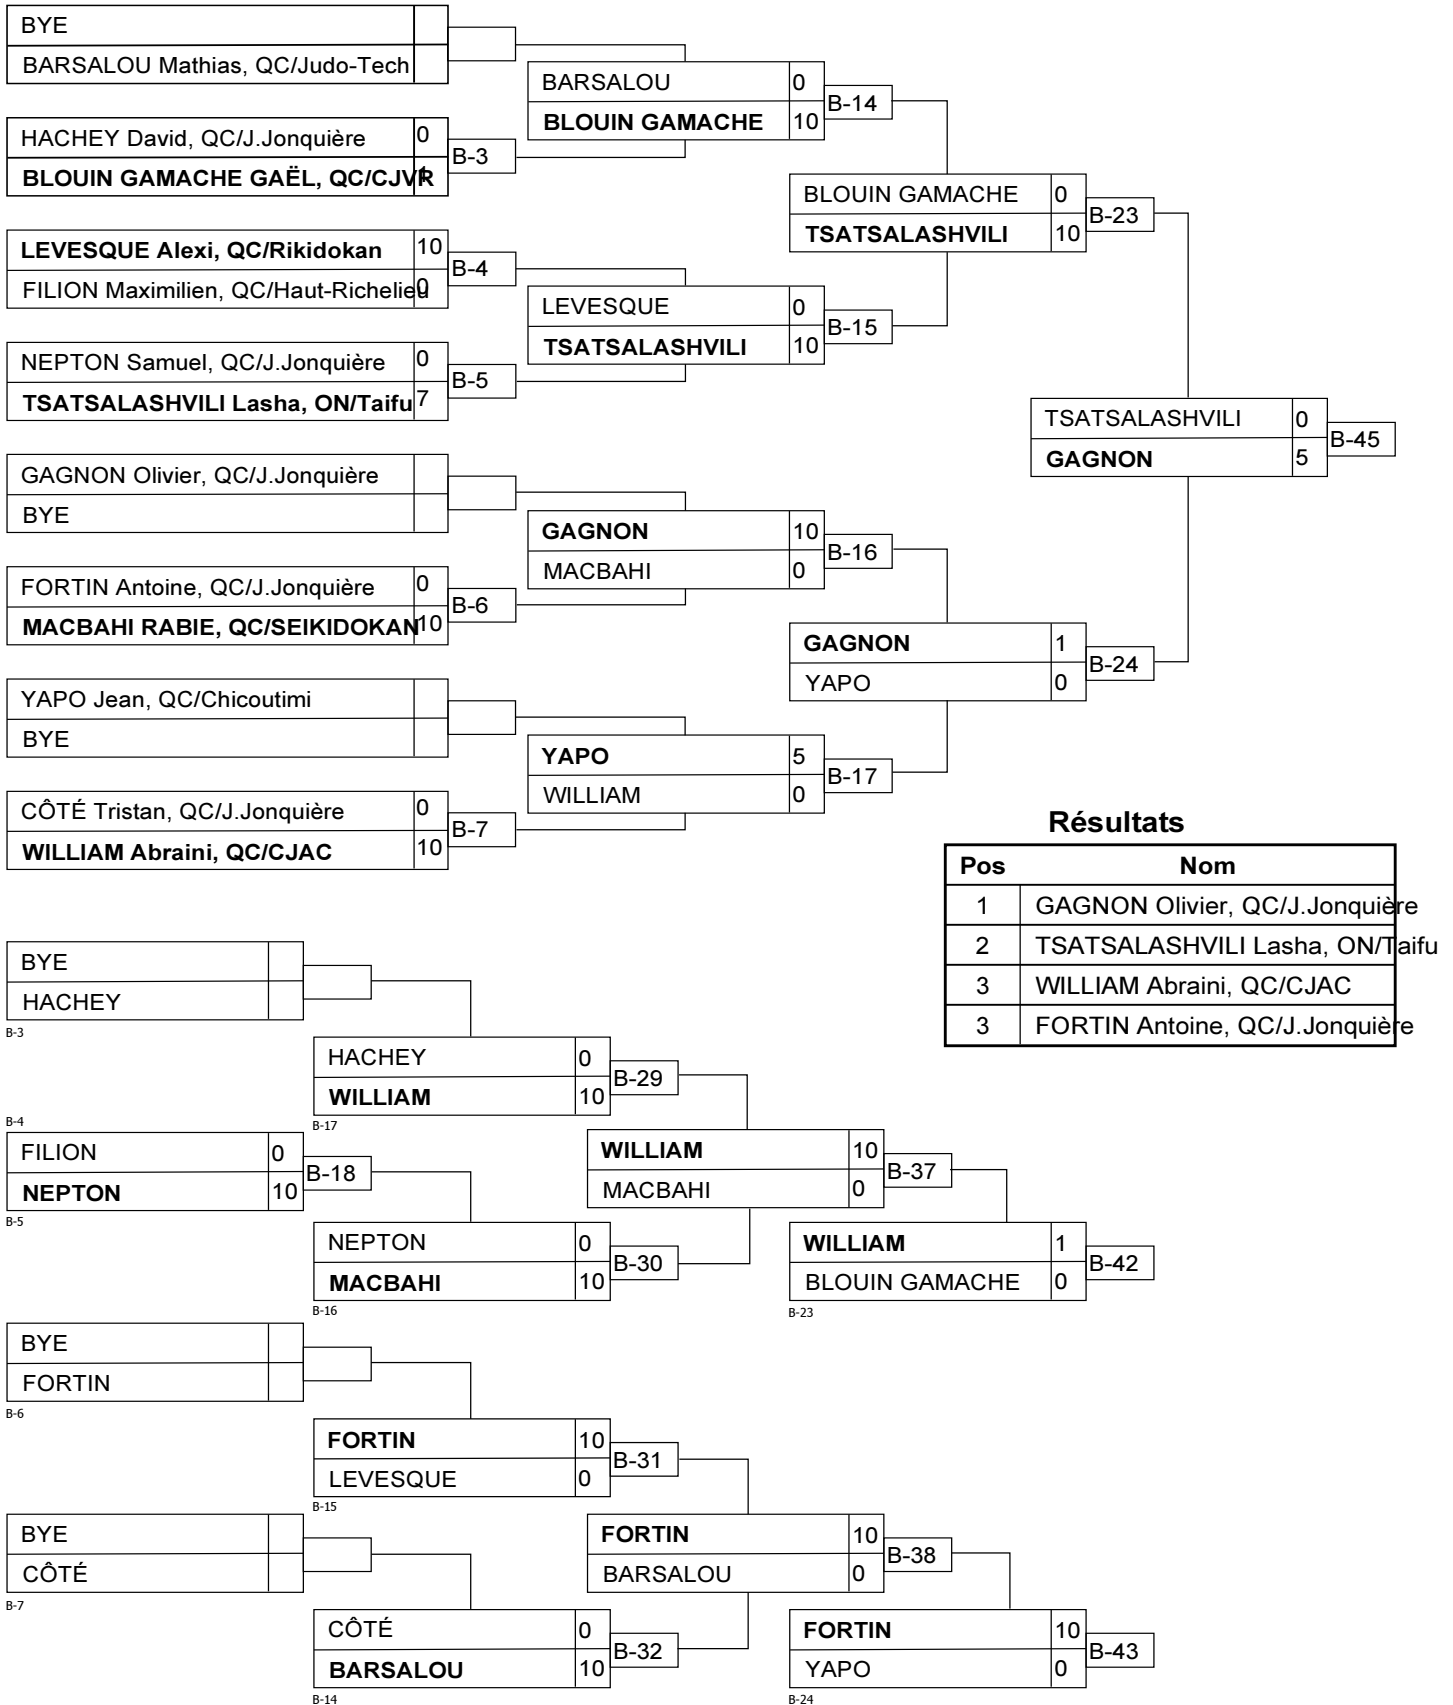 BYE
BARSALOU Mathias, QC/Judo-Tech
HACHEY David, QC/J.Jonquière 0
BLOUIN GAMACHE GAËL, QC/CJVR
B-3
LEVESQUE Alexi, QC/Rikidokan 10
FILION Maximilien, QC/Haut-Richelieu 0
B-4
NEPTON Samuel, QC/J.Jonquière 0
TSATSALASHVILI Lasha, ON/Taifu 7
B-5
GAGNON Olivier, QC/J.Jonquière
BYE
FORTIN Antoine, QC/J.Jonquière 0
MACBAHI RABIE, QC/SEIKIDOKAN 10
B-6
YAPO Jean, QC/Chicoutimi
BYE
CÔTÉ Tristan, QC/J.Jonquière 0
WILLIAM Abraini, QC/CJAC 10
B-7
BARSALOU 0
BLOUIN GAMACHE 10
B-14
LEVESQUE 0
TSATSALASHVILI 10
B-15
GAGNON 10
MACBAHI 0
B-16
YAPO 5
WILLIAM 0
B-17
BLOUIN GAMACHE 0
TSATSALASHVILI 10
B-23
GAGNON 1
YAPO 0
B-24
TSATSALASHVILI 0
GAGNON 5
B-45
Résultats
Pos Nom
1 GAGNON Olivier, QC/J.Jonquière
2 TSATSALASHVILI Lasha, ON/Taifu
3 WILLIAM Abraini, QC/CJAC
3 FORTIN Antoine, QC/J.Jonquière
BYE
HACHEY
B-3
B-4
FILION 0
NEPTON 10
B-18
B-5
HACHEY 0
WILLIAM 10
B-29
B-17
NEPTON 0
MACBAHI 10
B-30
B-16
WILLIAM 10
MACBAHI 0
B-37
WILLIAM 1
BLOUIN GAMACHE 0
B-42
B-23
BYE
FORTIN
B-6
BYE
CÔTÉ
B-7
FORTIN 10
LEVESQUE 0
B-31
B-15
CÔTÉ 0
BARSALOU 10
B-32
B-14
FORTIN 10
BARSALOU 0
B-38
FORTIN 10
YAPO 0
B-43
B-24